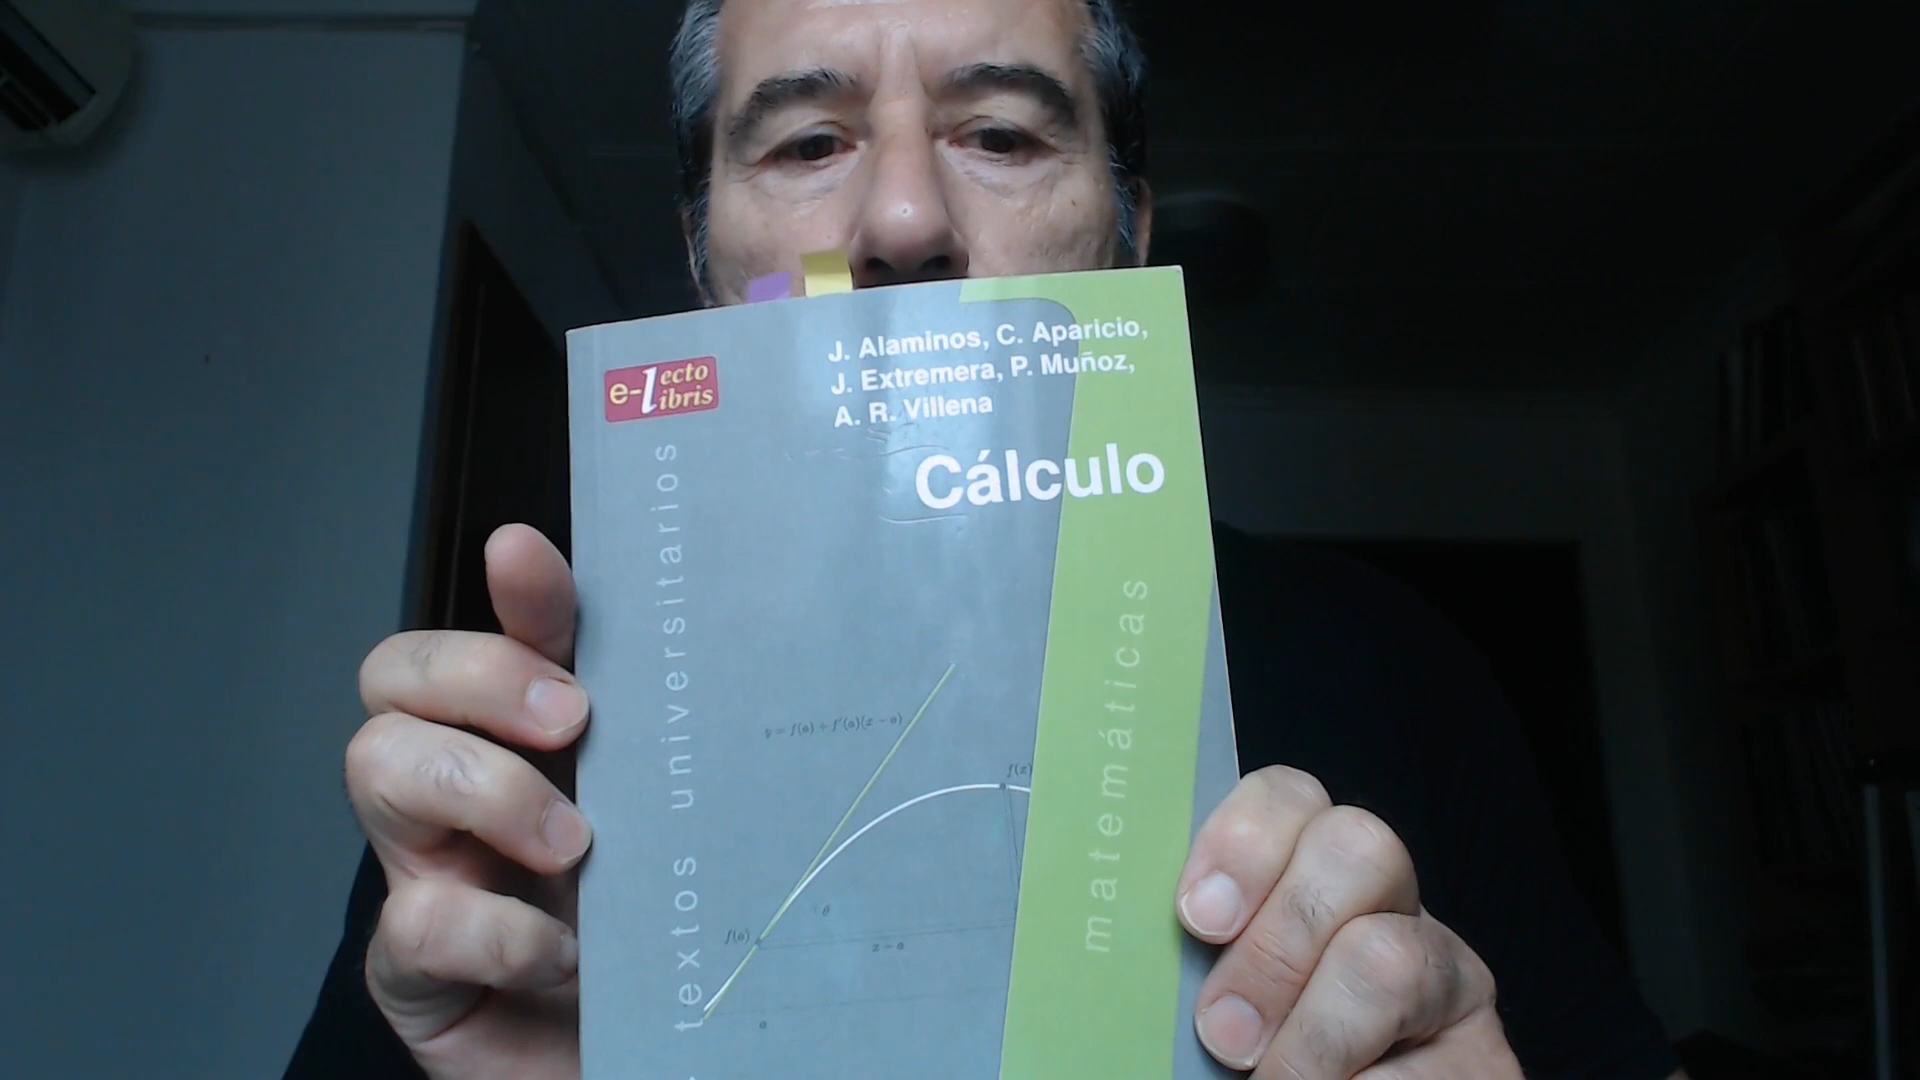 e-Lecto
Libris
J. Alaminos, C. Aparicio,
J. Extremera, P. Muñoz,
A. R. Villena
Cálculo
textos universitarios
matemáticas
y = f(a) + f'(a)(x − a)
f(x)
θ
f(a)
x − a
a